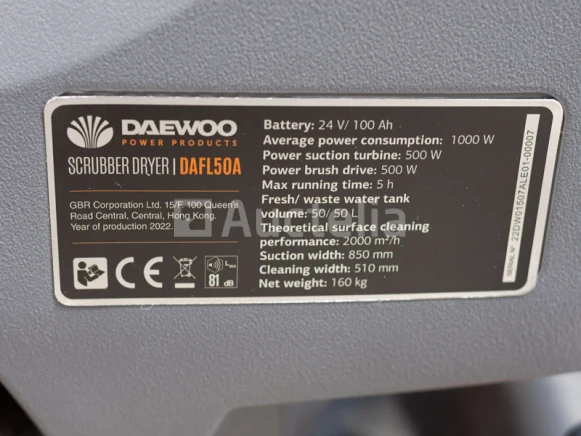 DAEWOO
POWER PRODUCTS
SCRUBBER DRYER | DAFL50A
GBR Corporation Ltd. 15/F. 100 Queen's
Road Central, Central, Hong Kong.
Year of production 2022.
CE
LWA
81 dB
Battery: 24 V/ 100 Ah
Average power consumption: 1000 W
Power suction turbine: 500 W
Power brush drive: 500 W
Max running time: 5 h
Fresh/ waste water tank
volume: 50/ 50 L
Theoretical surface cleaning
performance: 2000 m²/h
Suction width: 850 mm
Cleaning width: 510 mm
Net weight: 160 kg
SERIAL N° 22DW01507ALE01-00007
Auctalia